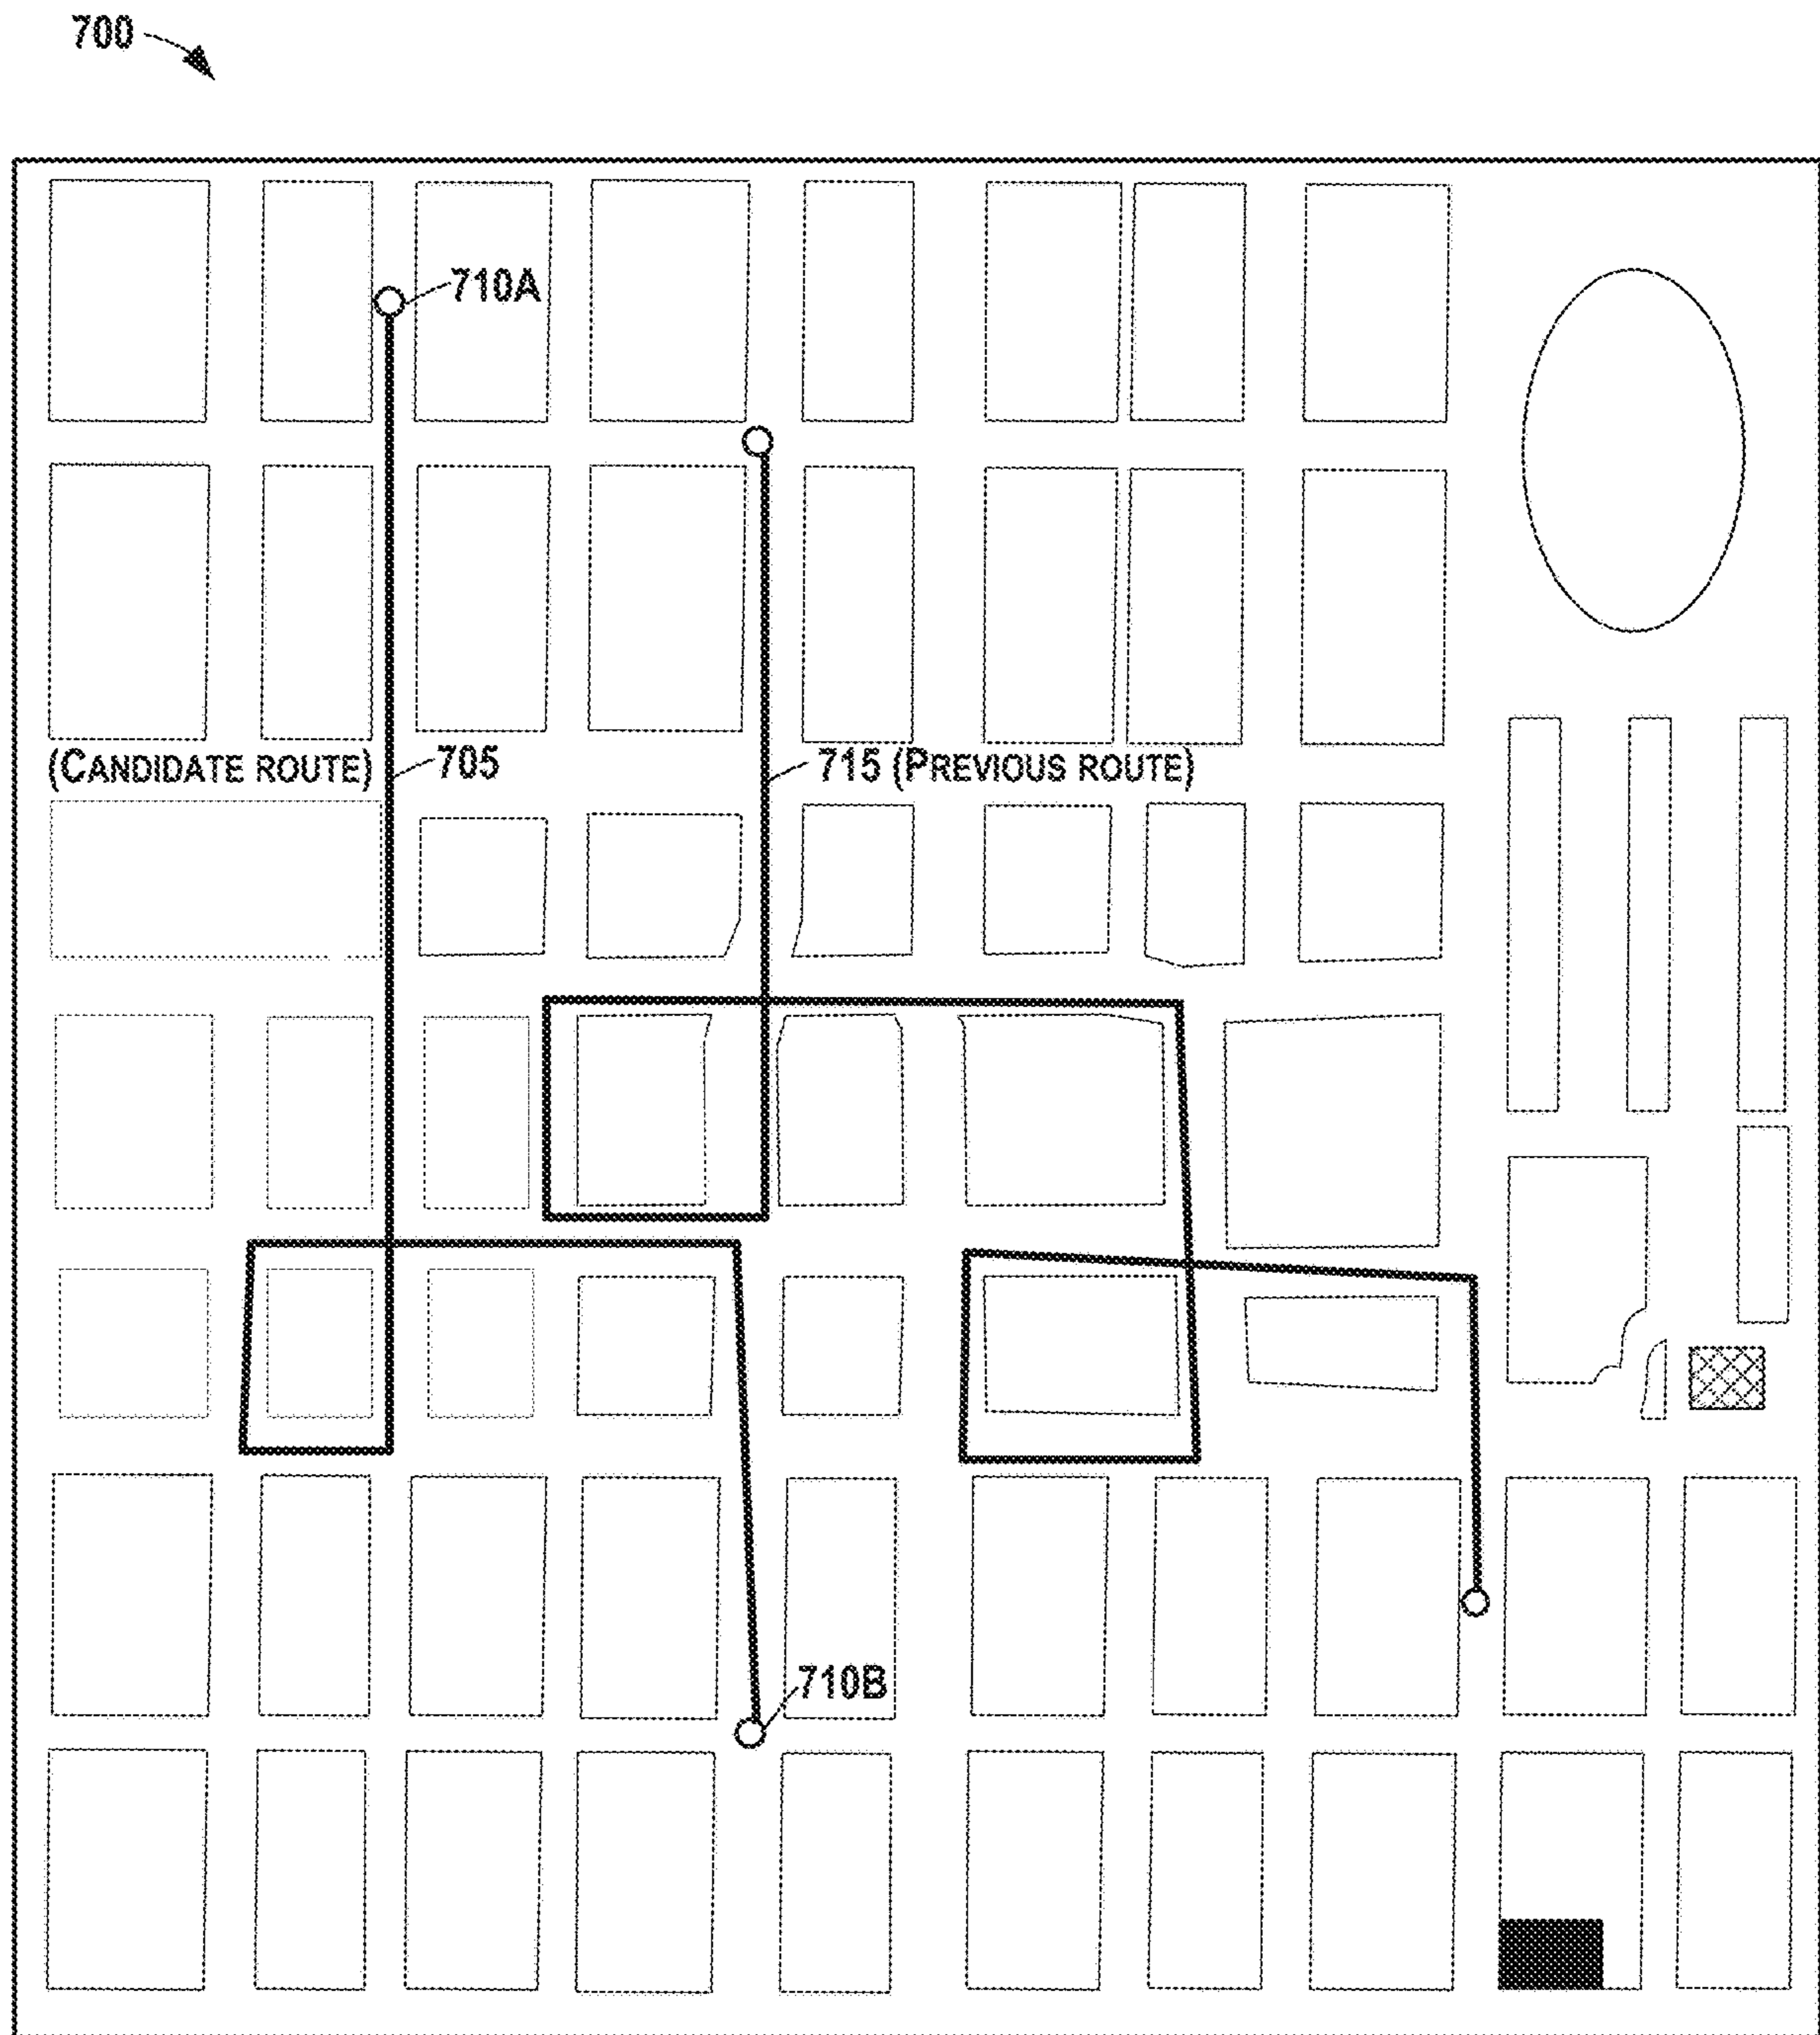 700
710A
(CANDIDATE ROUTE) 705
715 (PREVIOUS ROUTE)
710B